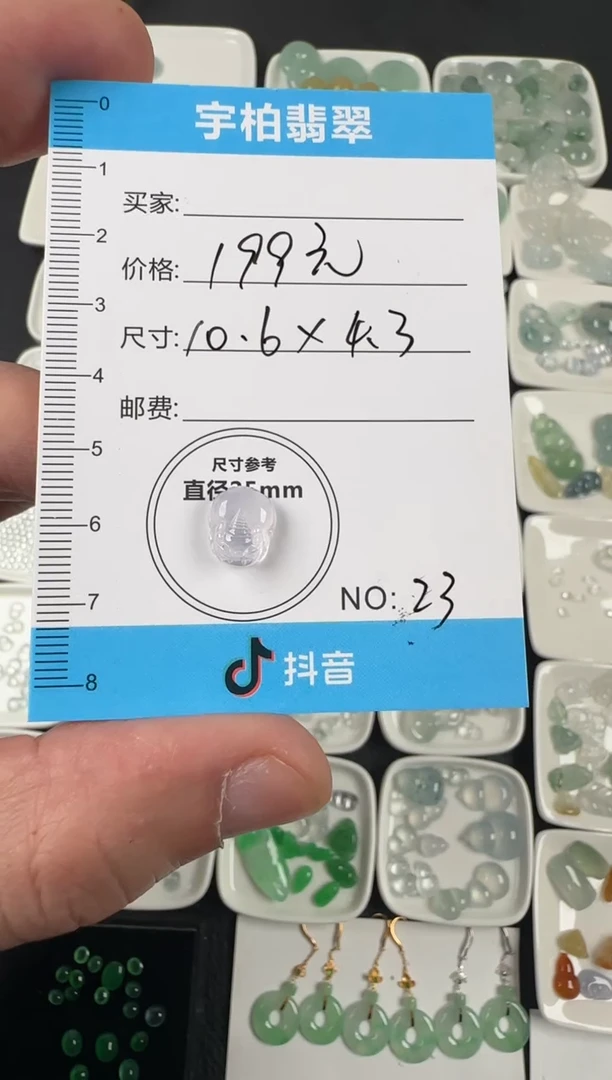 宇柏翡翠
0
1
2
3
4
5
6
7
8
买家:
价格: 199元
尺寸: 10.6×4.3
邮费:
尺寸参考
直径25mm
NO: 23
抖音